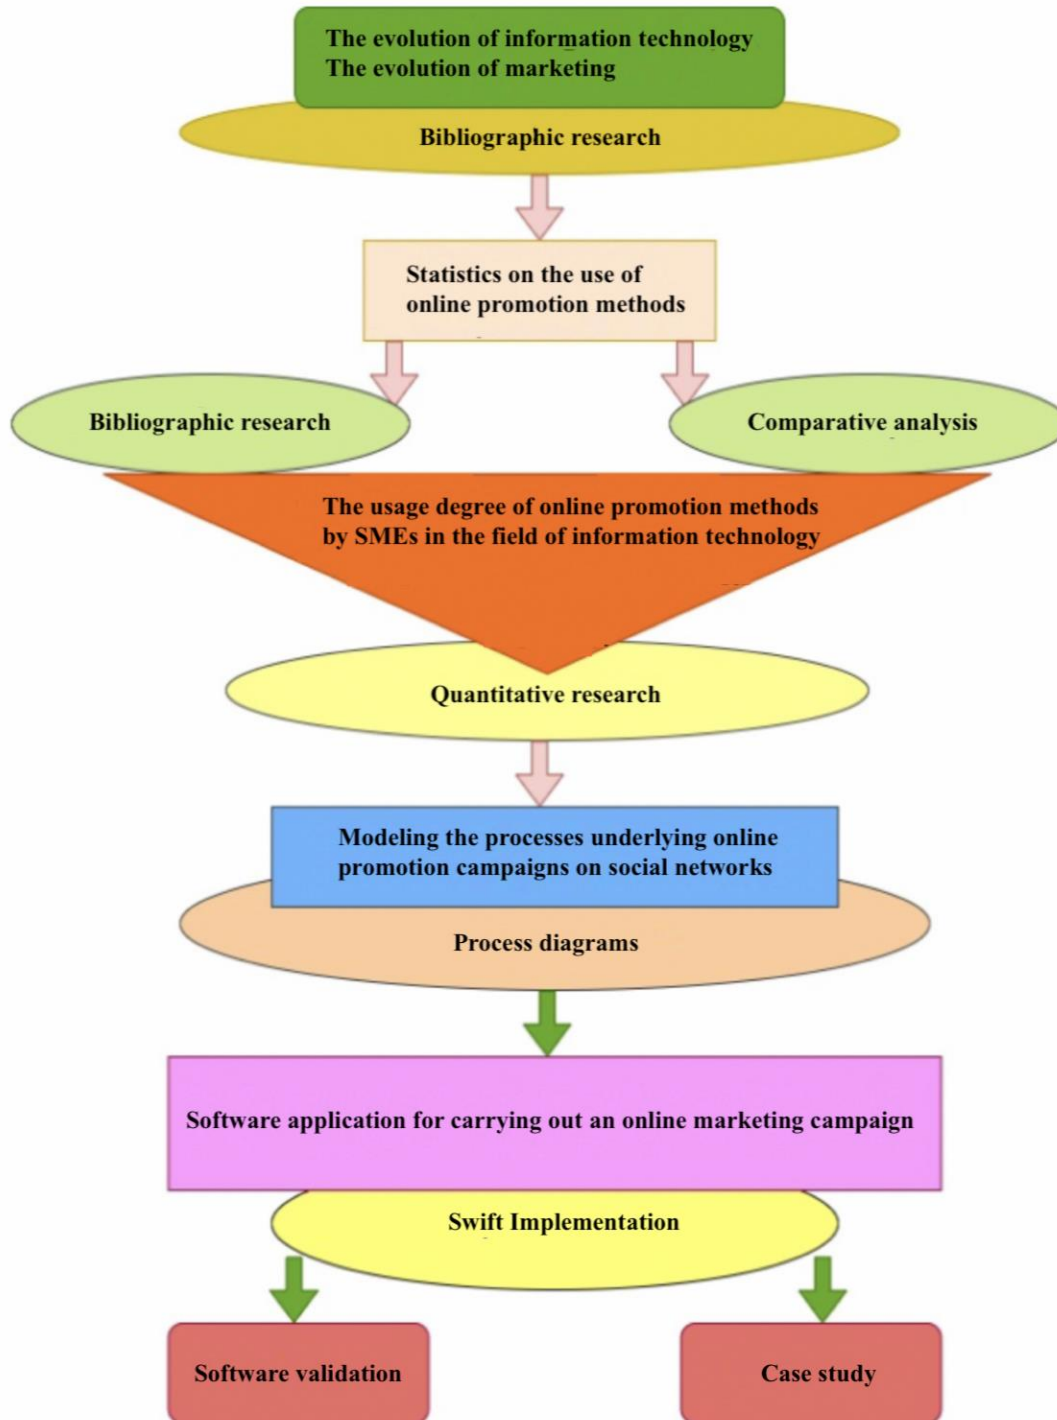 The evolution of information technology
The evolution of marketing
Bibliographic research
Statistics on the use of
online promotion methods
Bibliographic research
Comparative analysis
The usage degree of online promotion methods
by SMEs in the field of information technology
Quantitative research
Modeling the processes underlying online
promotion campaigns on social networks
Process diagrams
Software application for carrying out an online marketing campaign
Swift Implementation
Software validation
Case study